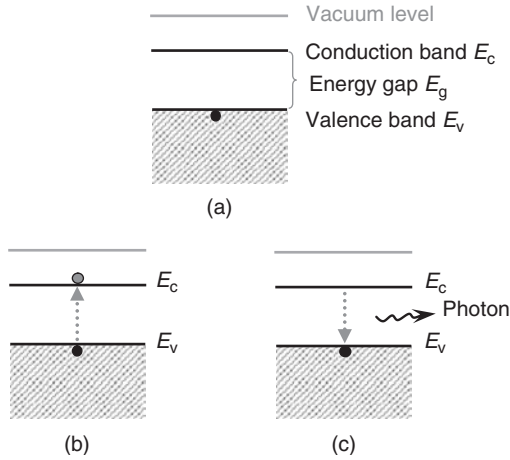 Vacuum level
Conduction band E_c
Energy gap E_g
Valence band E_v
(a)
E_c
E_v
(b)
E_c
Photon
E_v
(c)